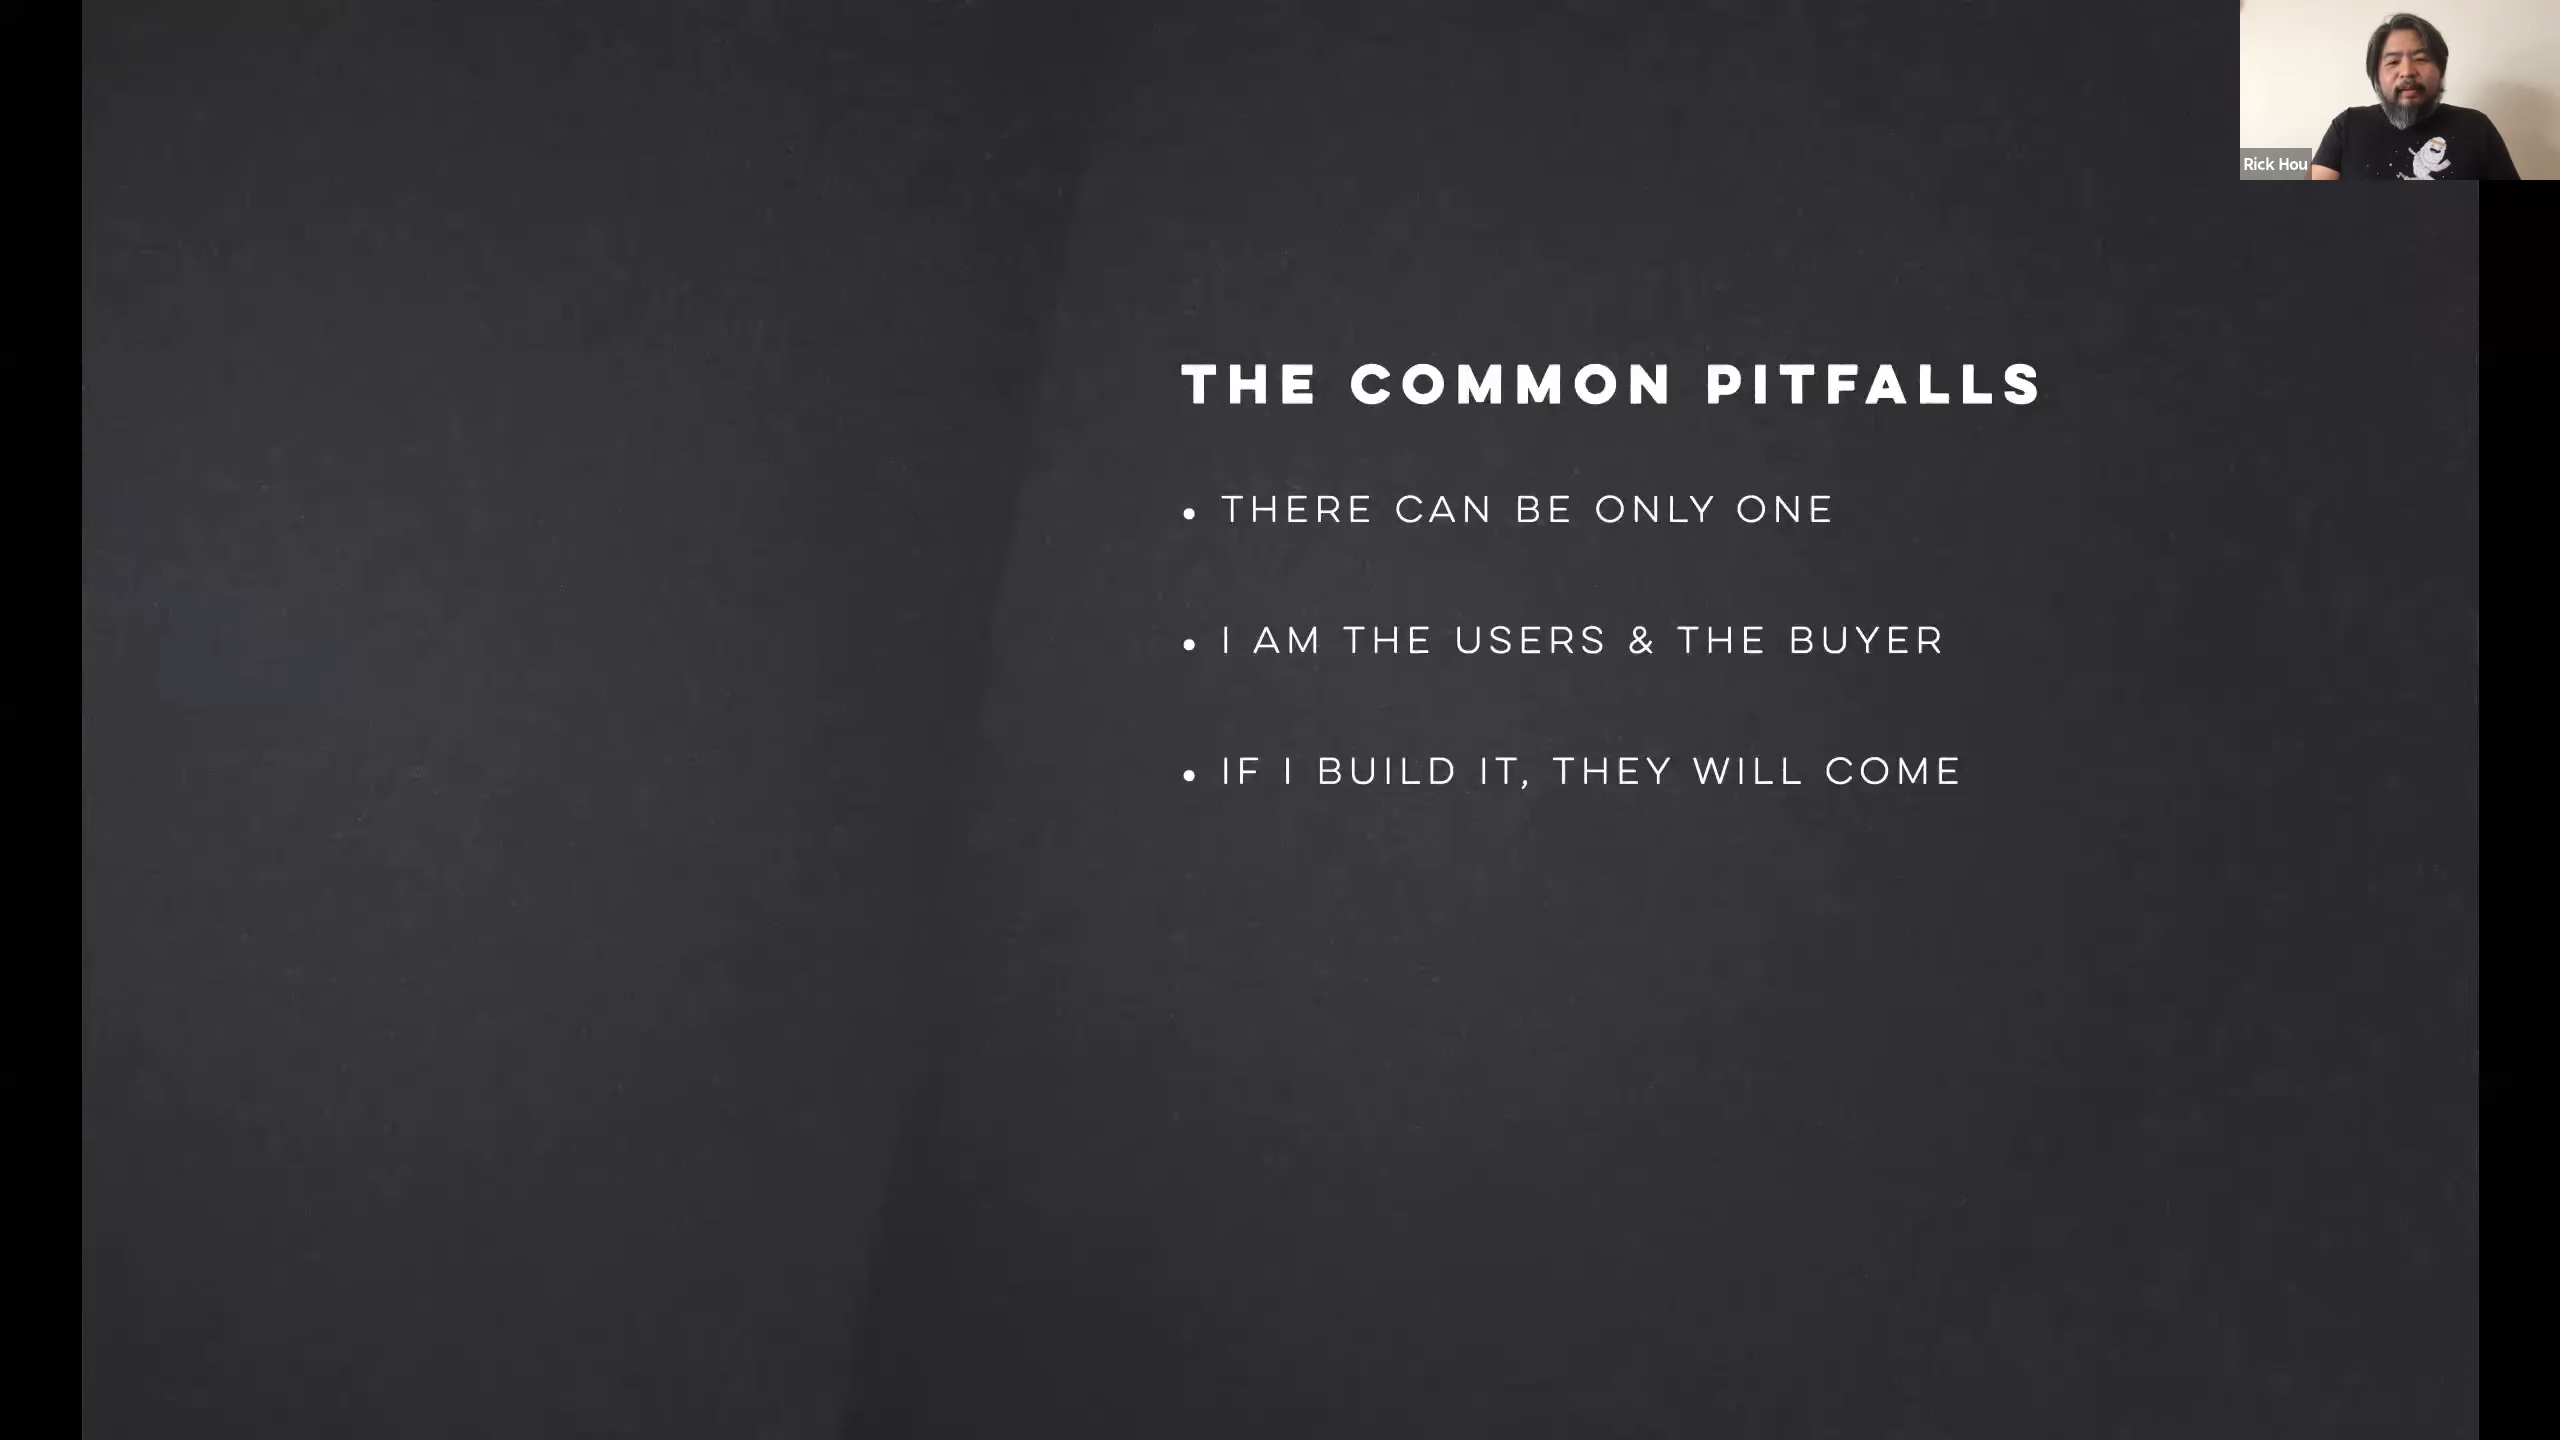 Rick Hou
THE COMMON PITFALLS
• THERE CAN BE ONLY ONE
• I AM THE USERS & THE BUYER
• IF I BUILD IT, THEY WILL COME